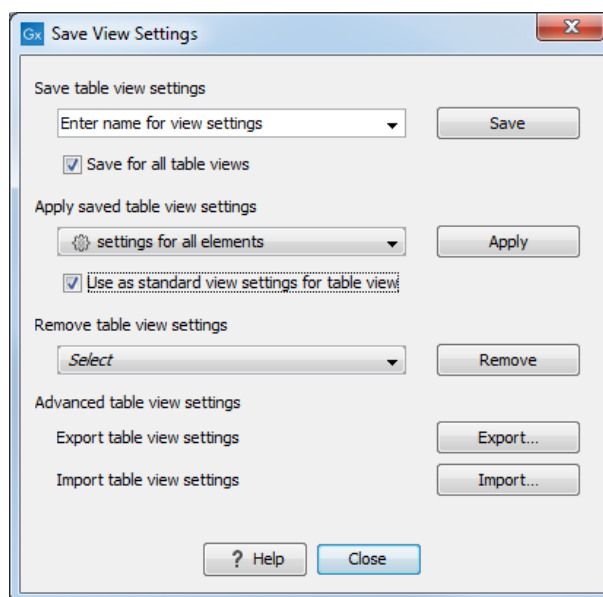 Gx Save View Settings
Save table view settings
Enter name for view settings Save
Save for all table views
Apply saved table view settings
settings for all elements Apply
Use as standard view settings for table view
Remove table view settings
Select Remove
Advanced table view settings
Export table view settings Export...
Import table view settings Import...
? Help Close